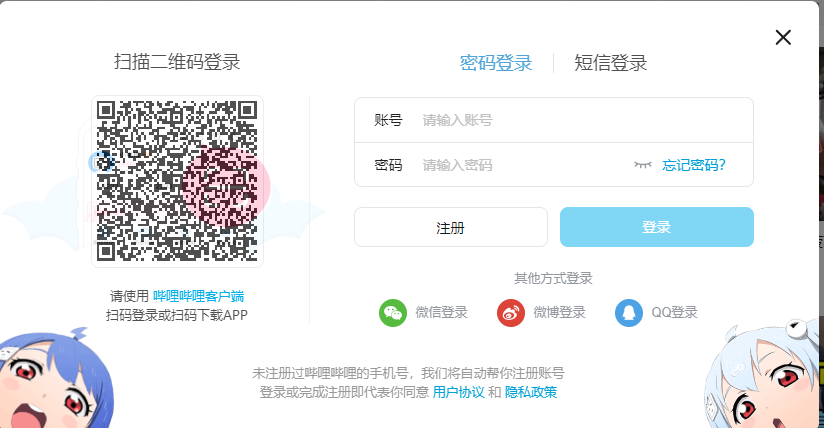 扫描二维码登录
请使用 哔哩哔哩客户端
扫码登录或扫码下载APP
密码登录
短信登录
账号 请输入账号
密码 请输入密码 忘记密码?
注册
登录
其他方式登录
微信登录
微博登录
QQ登录
未注册过哔哩哔哩的手机号，我们将自动帮你注册账号
登录或完成注册即代表你同意 用户协议 和 隐私政策